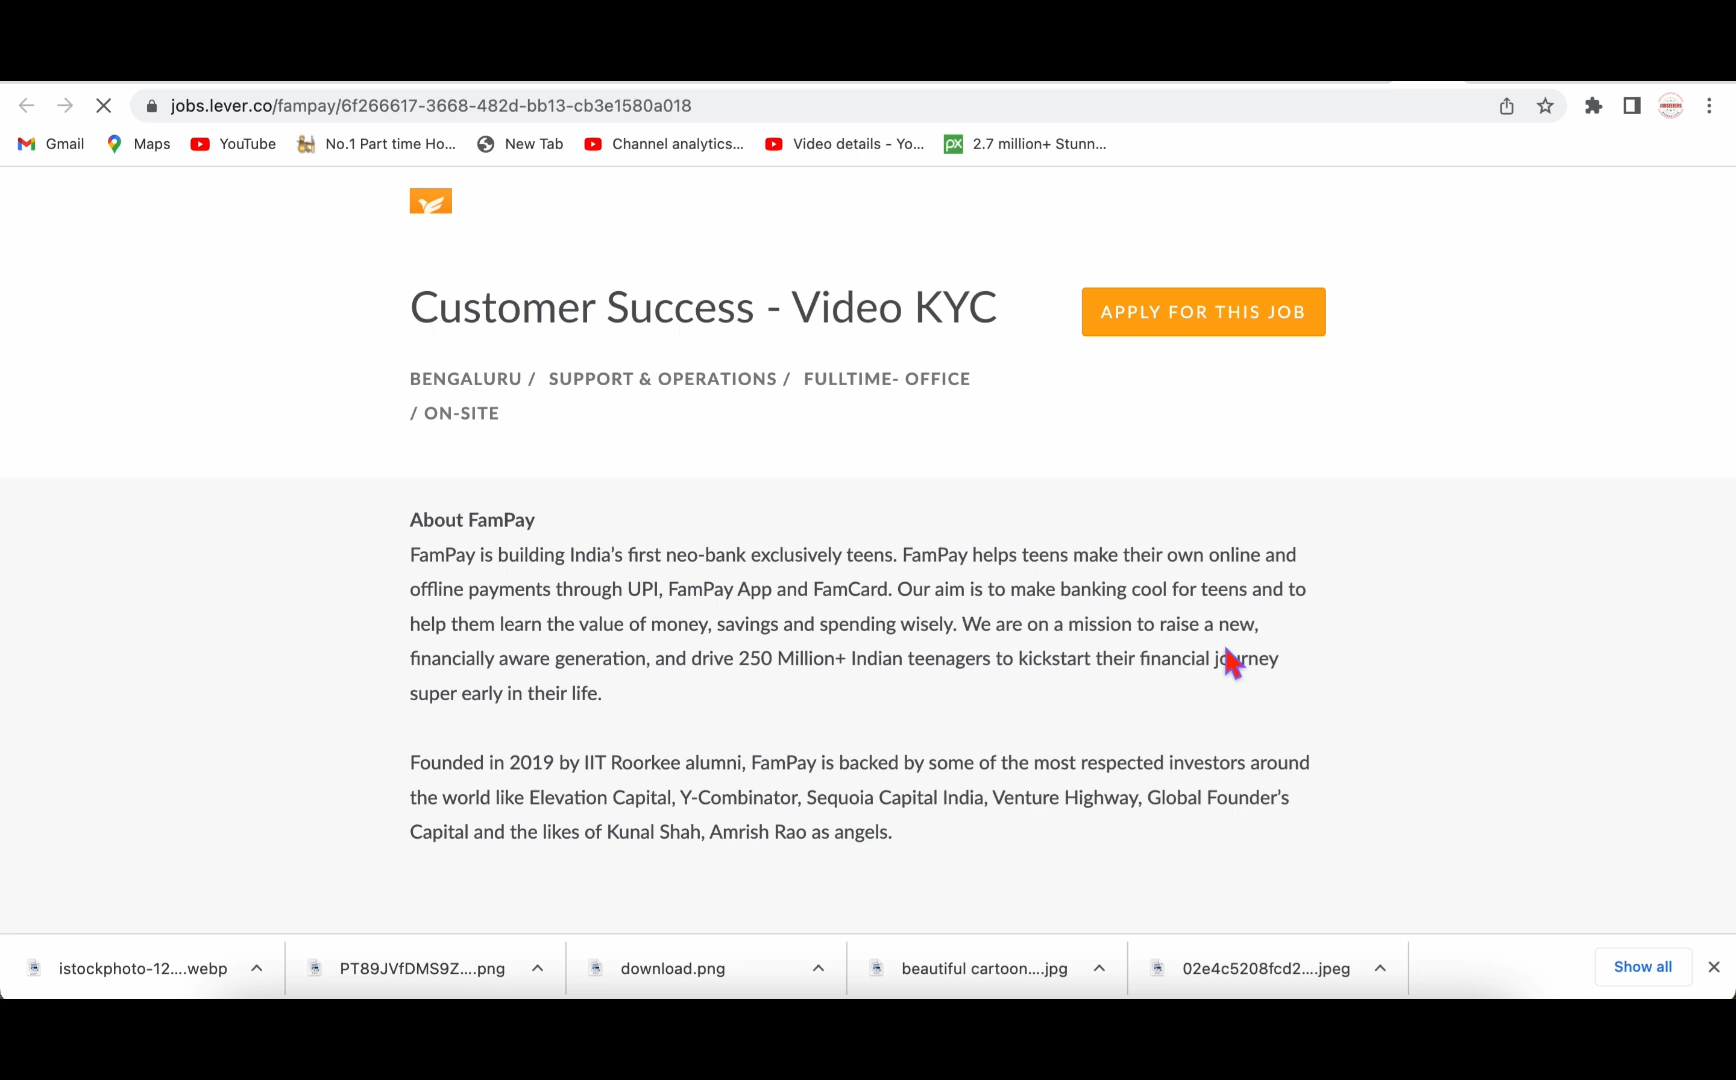 jobs.lever.co/fampay/6f266617-3668-482d-bb13-cb3e1580a018
Gmail Maps YouTube No.1 Part time Ho... New Tab Channel analytics... Video details - Yo... px 2.7 million+ Stunn...
Customer Success - Video KYC
APPLY FOR THIS JOB
BENGALURU / SUPPORT & OPERATIONS / FULLTIME- OFFICE
/ ON-SITE
About FamPay
FamPay is building India’s first neo-bank exclusively teens. FamPay helps teens make their own online and
offline payments through UPI, FamPay App and FamCard. Our aim is to make banking cool for teens and to
help them learn the value of money, savings and spending wisely. We are on a mission to raise a new,
financially aware generation, and drive 250 Million+ Indian teenagers to kickstart their financial journey
super early in their life.
Founded in 2019 by IIT Roorkee alumni, FamPay is backed by some of the most respected investors around
the world like Elevation Capital, Y-Combinator, Sequoia Capital India, Venture Highway, Global Founder’s
Capital and the likes of Kunal Shah, Amrish Rao as angels.
istockphoto-12....webp PT89JVfDMS9Z....png download.png beautiful cartoon....jpg 02e4c5208fcd2....jpeg Show all